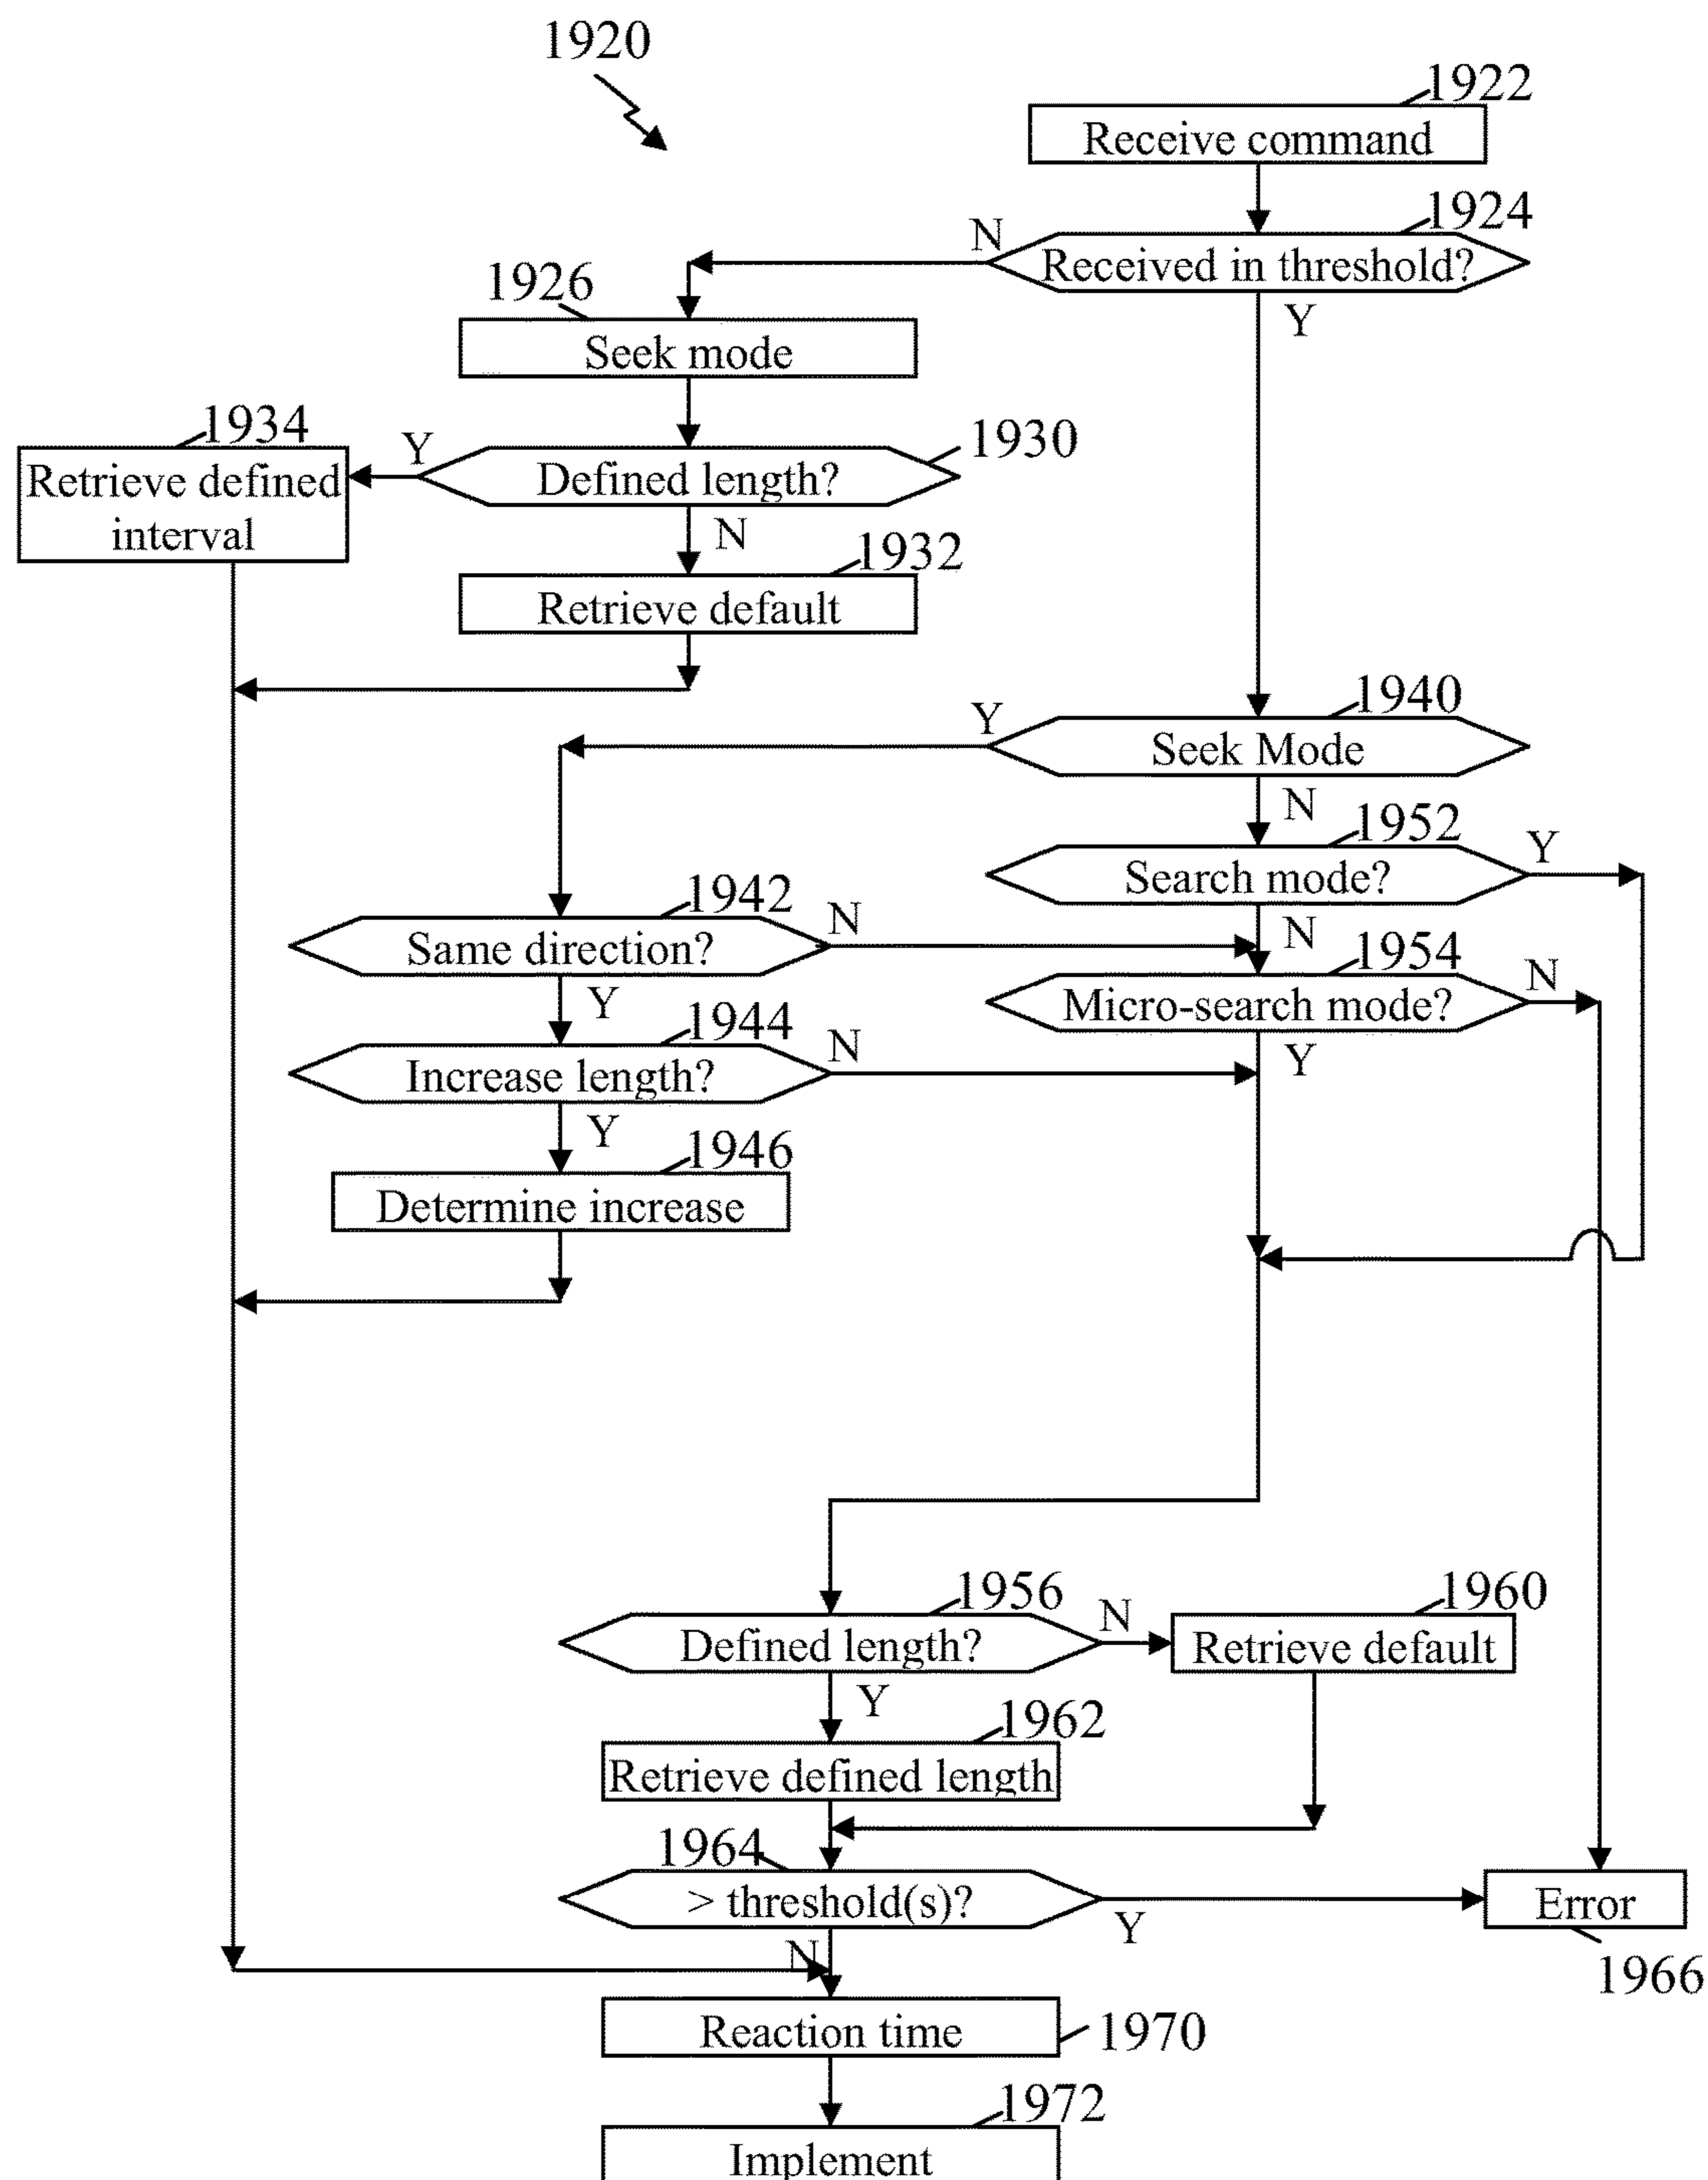 1920
1922
Receive command
1924
N
Received in threshold?
Y
1926
Seek mode
1934
Y
1930
Retrieve defined
interval
Defined length?
N
1932
Retrieve default
1940
Y
Seek Mode
N
1952
Y
Search mode?
1942
N
N
Same direction?
1954
N
Y
Micro-search mode?
1944
N
Y
Increase length?
Y
1946
Determine increase
1956
1960
N
Defined length?
Retrieve default
Y
1962
Retrieve defined length
1964
> threshold(s)?
Y
Error
N
1966
Reaction time
1970
1972
Implement